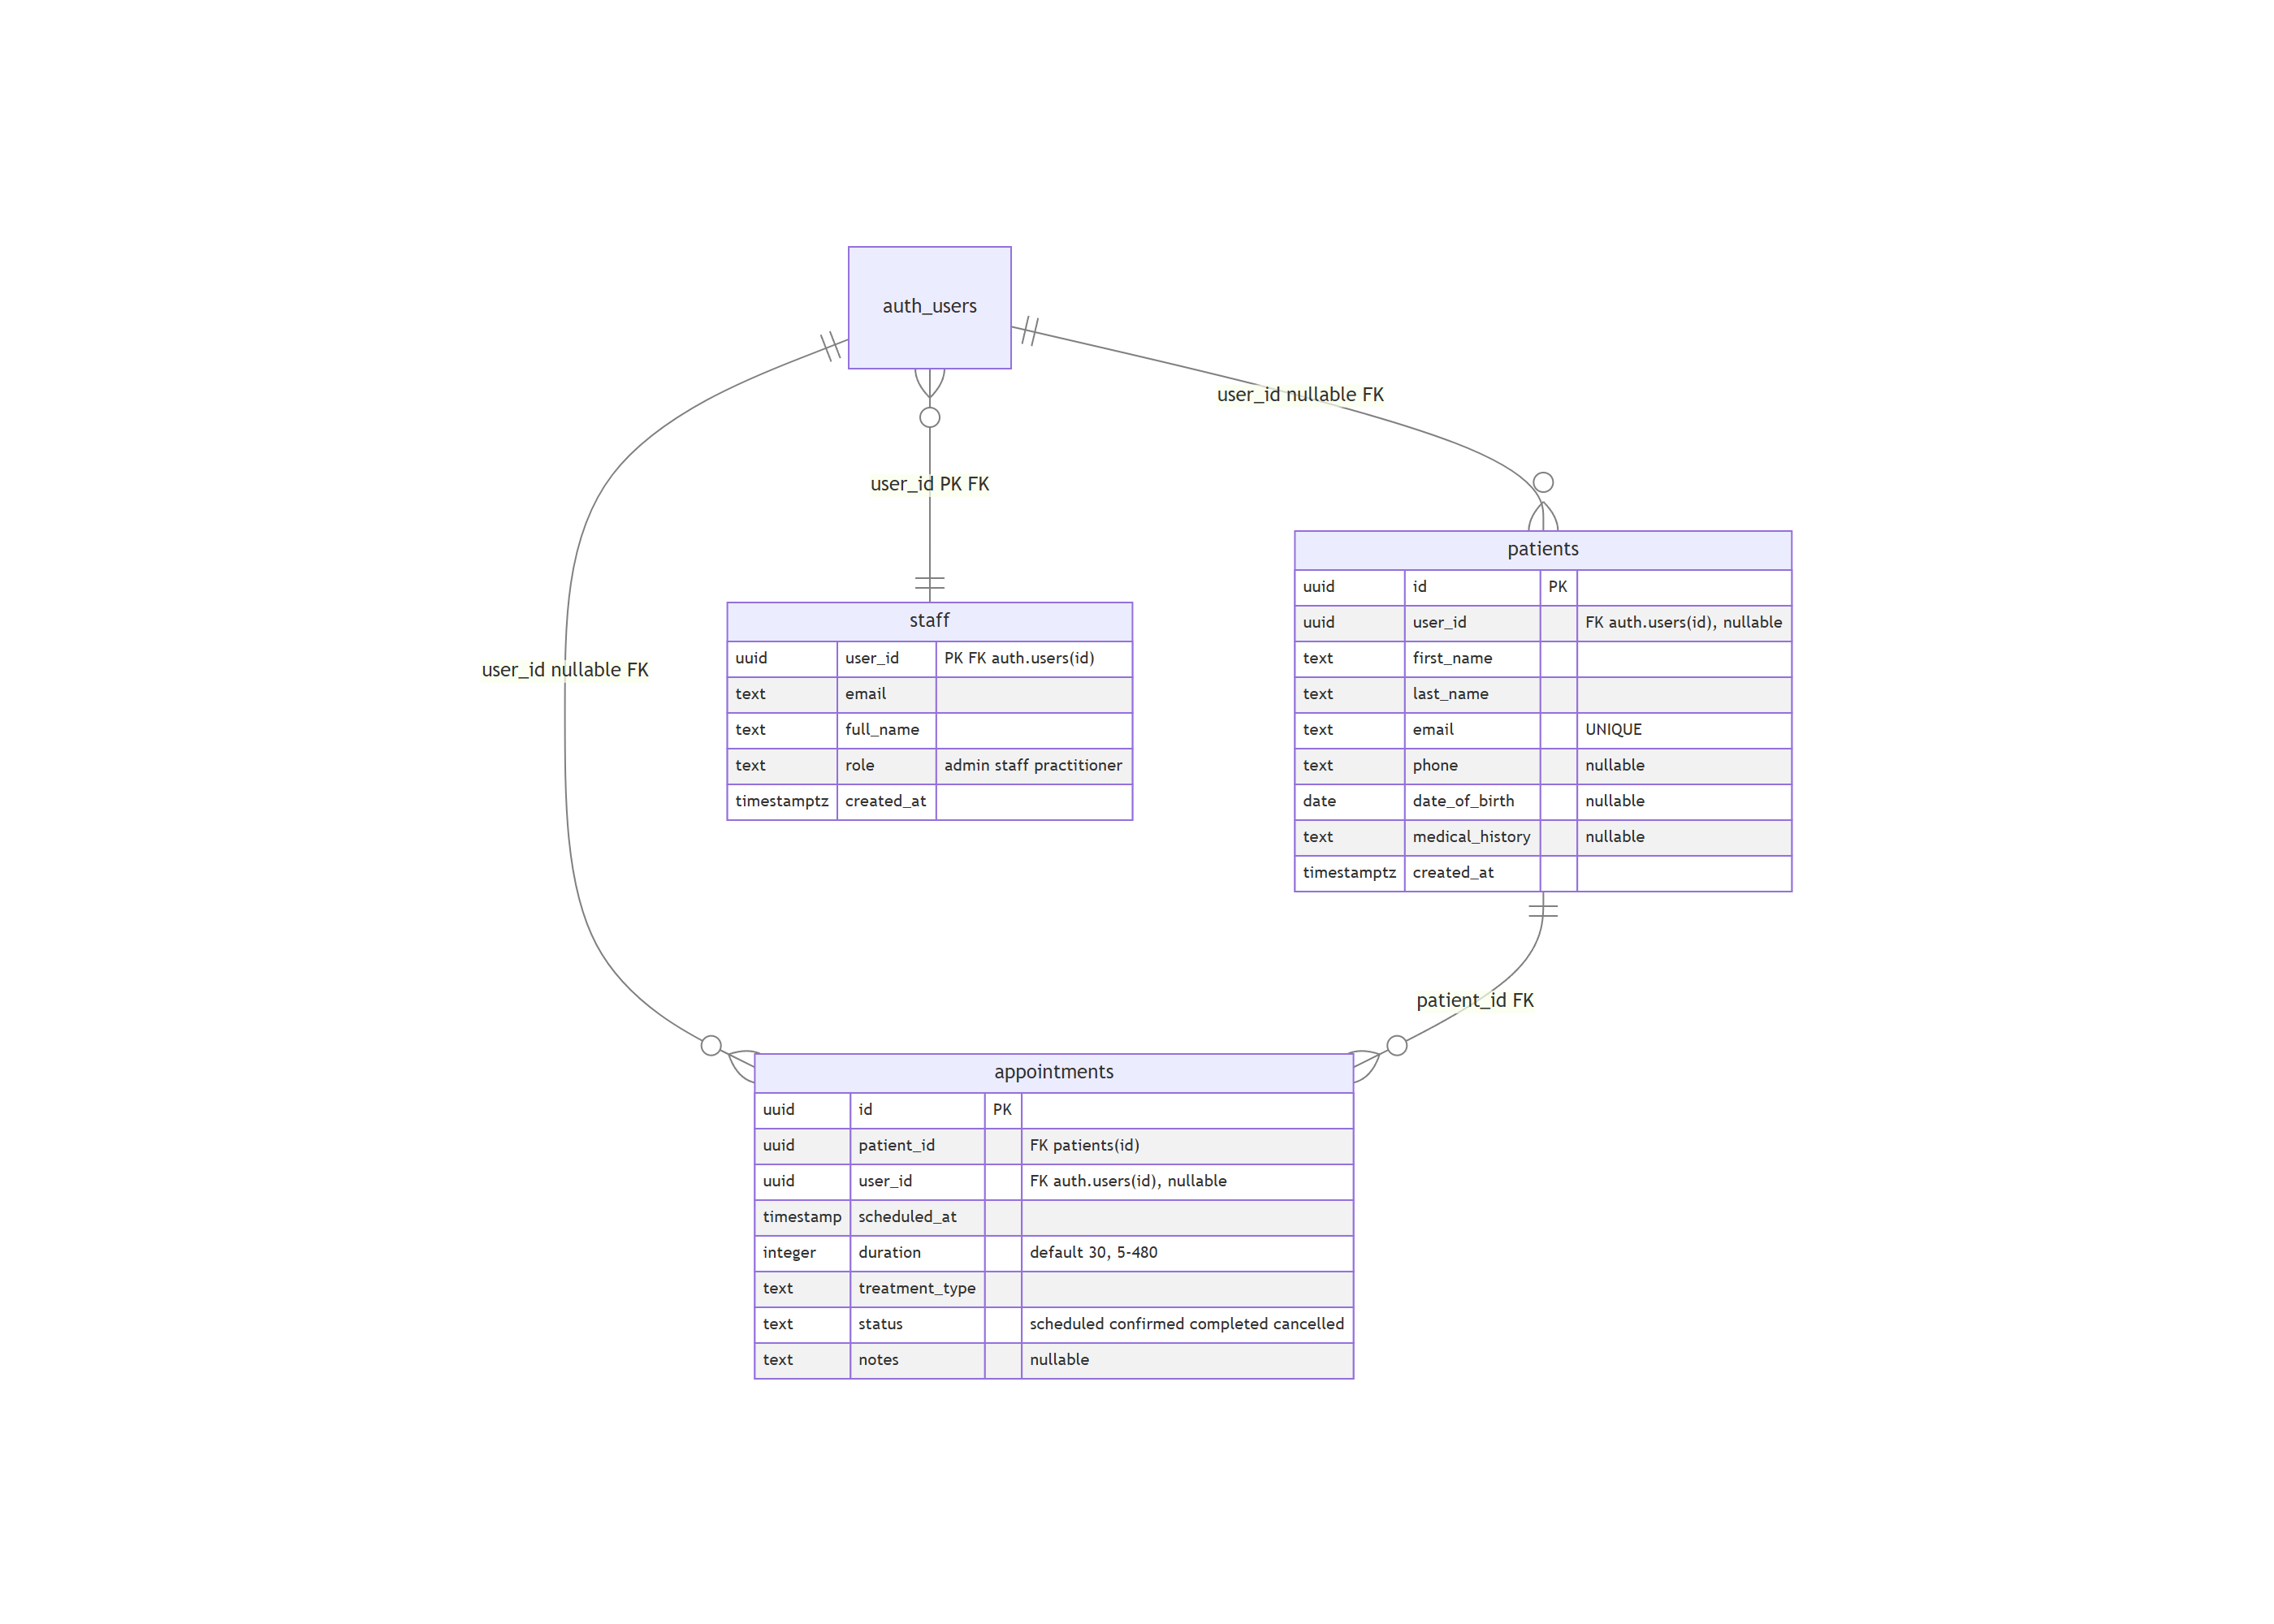 auth_users
user_id nullable FK
user_id PK FK
patients
uuid id PK
uuid user_id FK auth.users(id), nullable
text first_name
text last_name
text email UNIQUE
text phone nullable
date date_of_birth nullable
text medical_history nullable
timestamptz created_at
staff
uuid user_id PK FK auth.users(id)
text email
text full_name
text role admin staff practitioner
timestamptz created_at
user_id nullable FK
patient_id FK
appointments
uuid id PK
uuid patient_id FK patients(id)
uuid user_id FK auth.users(id), nullable
timestamp scheduled_at
integer duration default 30, 5-480
text treatment_type
text status scheduled confirmed completed cancelled
text notes nullable